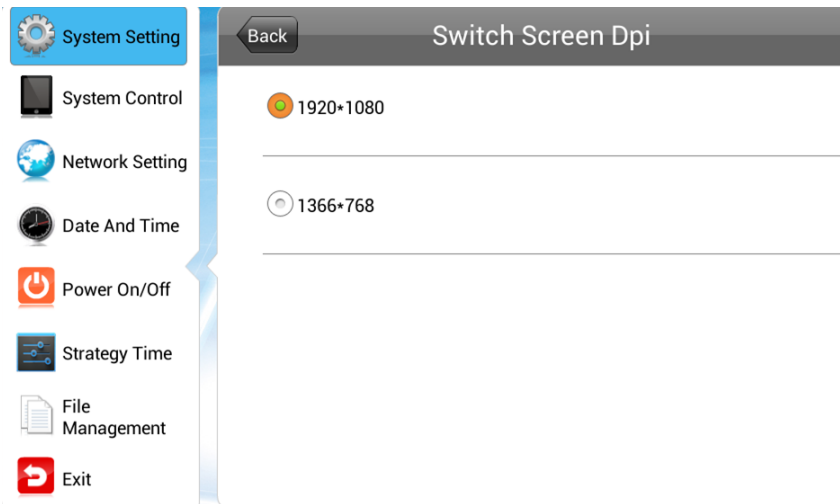 System Setting
System Control
Network Setting
Date And Time
Power On/Off
Strategy Time
File
Management
Exit
Back
Switch Screen Dpi
1920*1080
1366*768